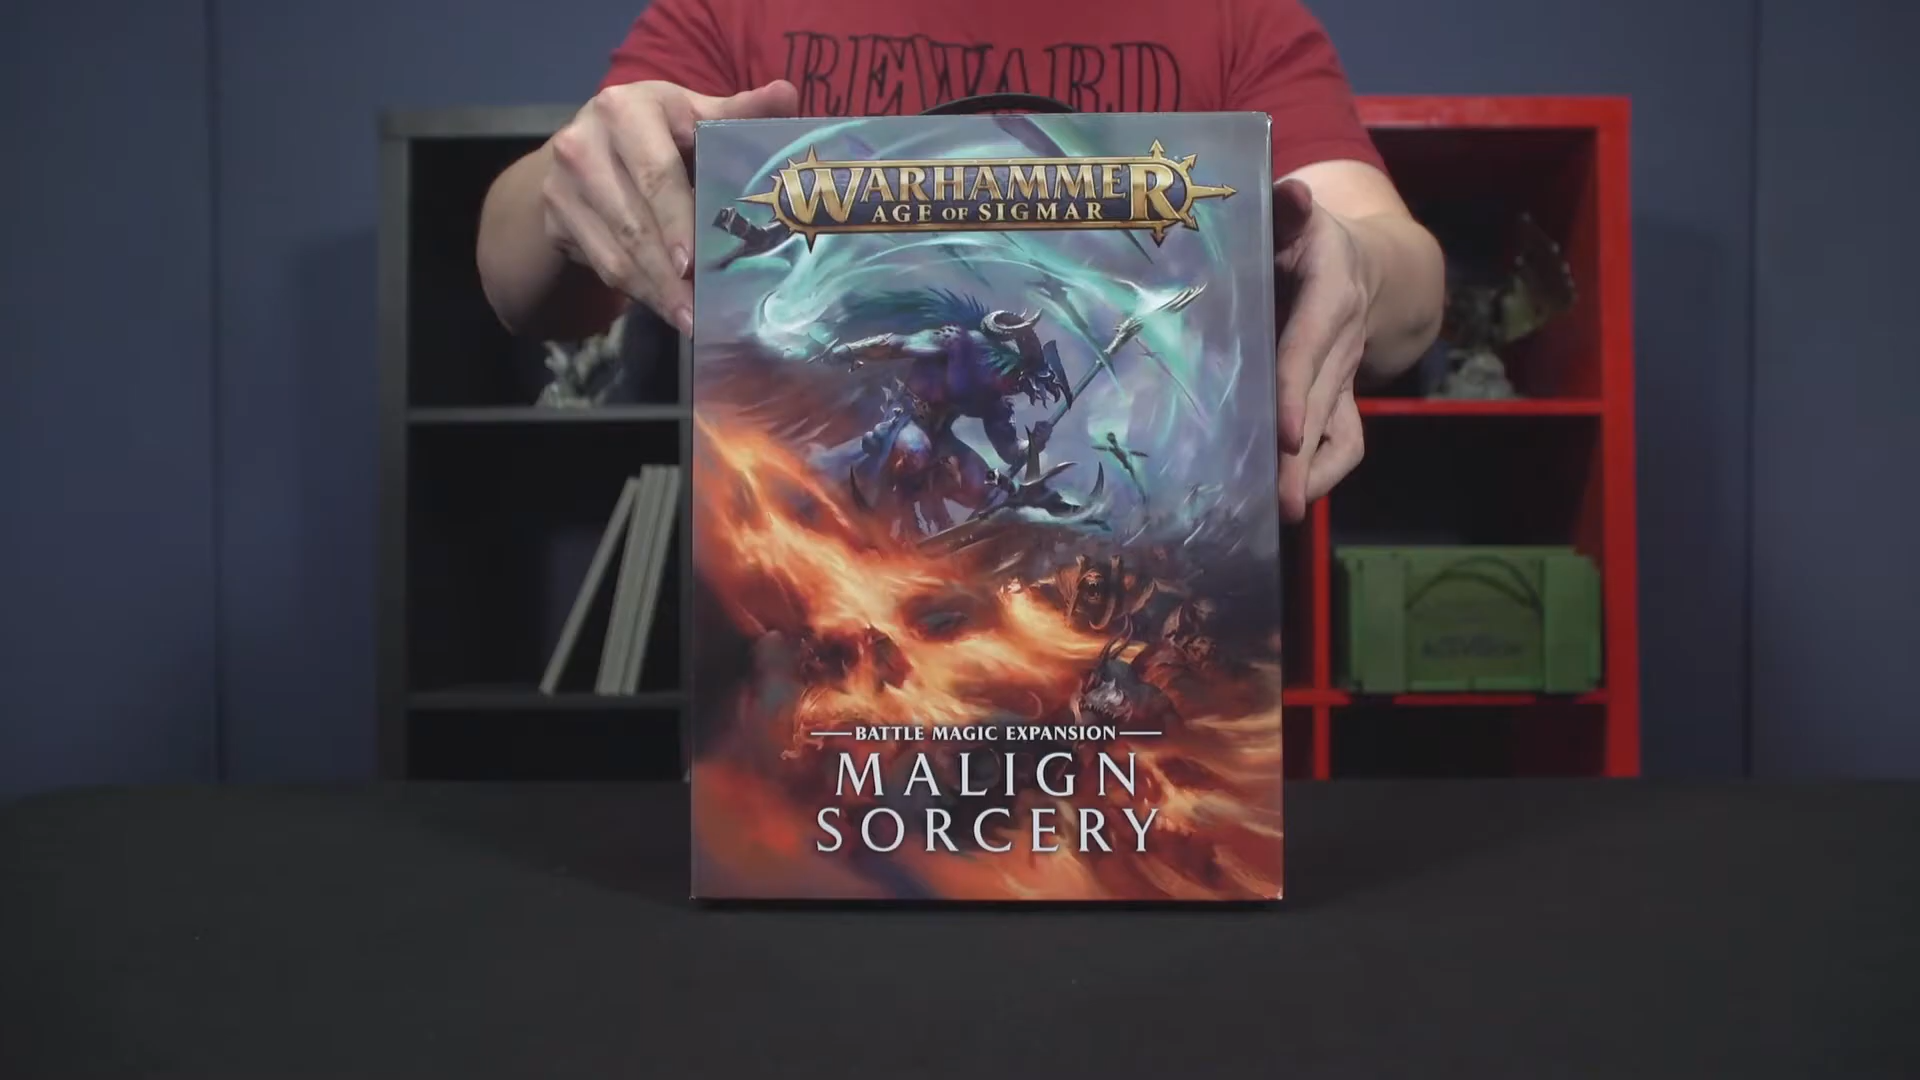 REWARD
WARHAMMER
AGE OF SIGMAR
BATTLE MAGIC EXPANSION
MALIGN
SORCERY